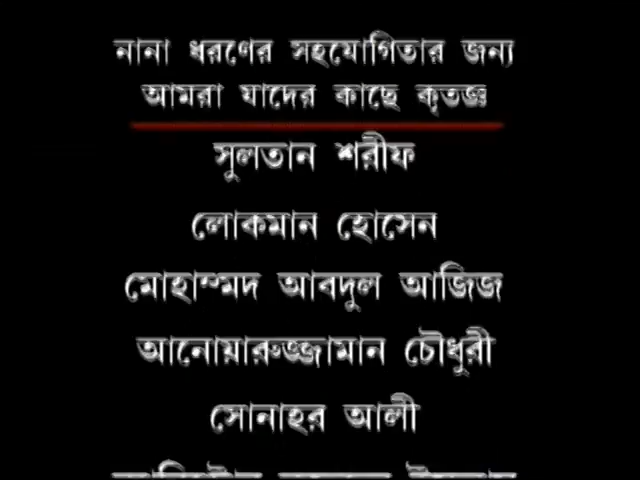 নানা ধরণের সহযোগিতার জন্য
আমরা যাদের কাছে কৃতজ্ঞ
সুলতান শরীফ
লোকমান হোসেন
মোহাম্মদ আবদুল আজিজ
আনোয়ারুজ্জামান চৌধুরী
সোনাহর আলী